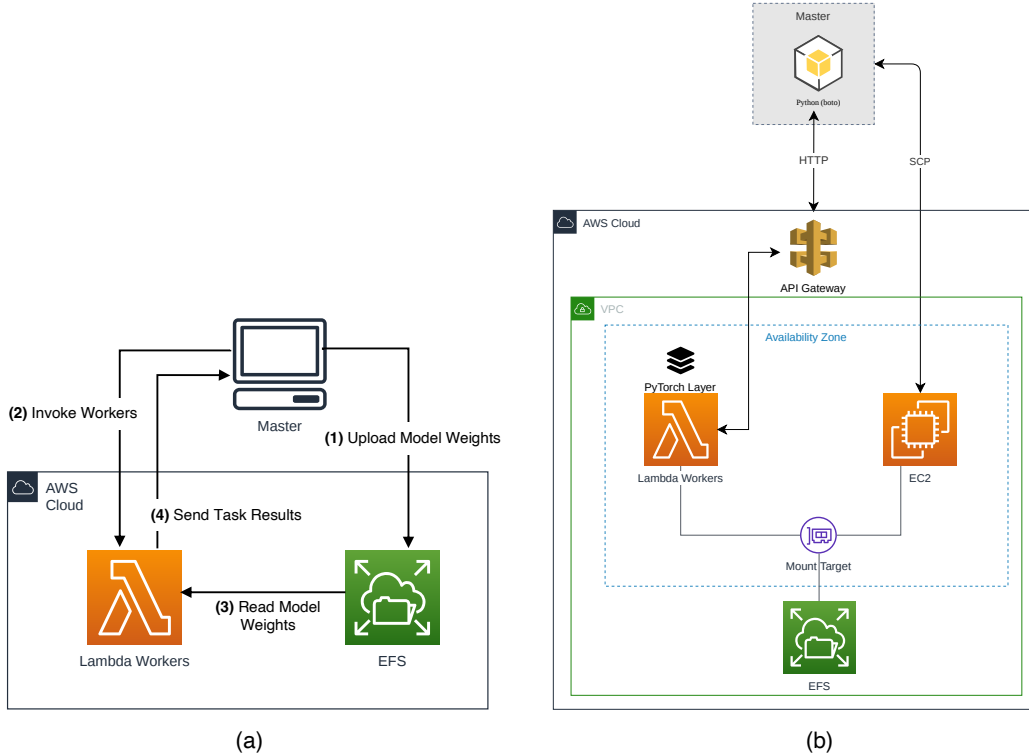 (2) Invoke Workers
Master
(1) Upload Model Weights
AWS
Cloud
(4) Send Task Results
(3) Read Model
Weights
Lambda Workers
EFS
(a)
Master
Python (boto)
HTTP
SCP
AWS Cloud
API Gateway
VPC
Availability Zone
PyTorch Layer
Lambda Workers
EC2
Mount Target
EFS
(b)